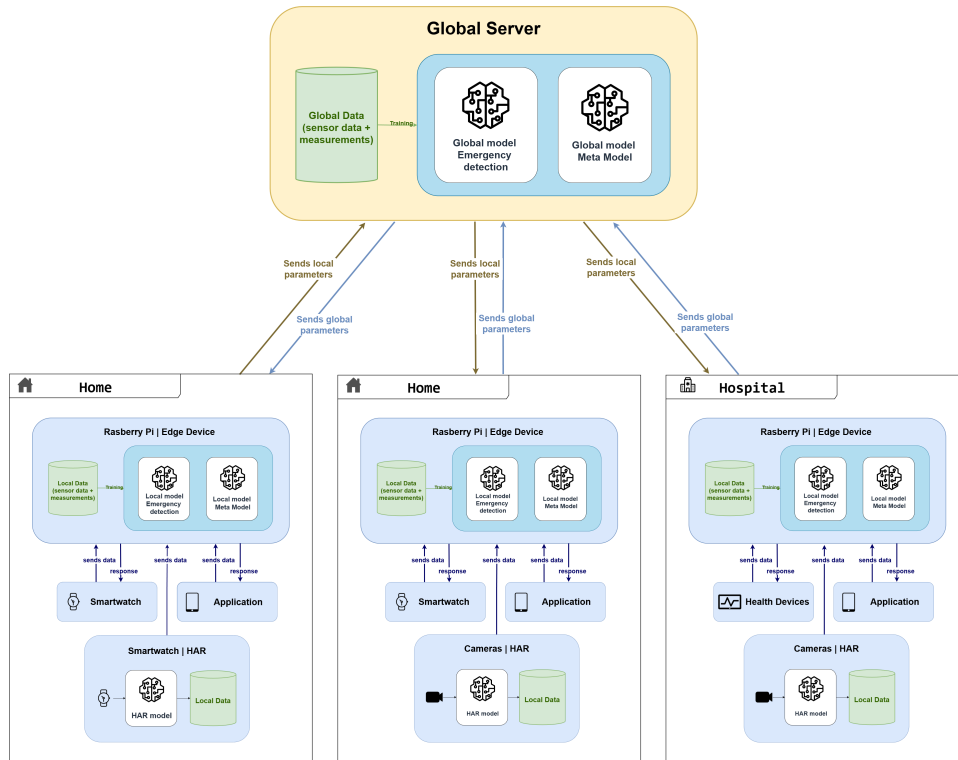 Global Server
Global Data
(sensor data +
measurements)
Training
Global model
Emergency
detection
Global model
Meta Model
Sends local
parameters
Sends global
parameters
Sends local
parameters
Sends global
parameters
Sends local
parameters
Sends global
parameters
Home
Rasberry Pi | Edge Device
Local Data
(sensor data +
measurements)
Training
Local model
Emergency
detection
Local model
Meta Model
sends data
response
sends data
sends data
response
Smartwatch
Application
Smartwatch | HAR
HAR model
Local Data
Home
Rasberry Pi | Edge Device
Local Data
(sensor data +
measurements)
Training
Local model
Emergency
detection
Local model
Meta Model
sends data
response
sends data
sends data
response
Smartwatch
Application
Cameras | HAR
HAR model
Local Data
Hospital
Rasberry Pi | Edge Device
Local Data
(sensor data +
measurements)
Training
Local model
Emergency
detection
Local model
Meta Model
sends data
response
sends data
sends data
response
Health Devices
Application
Cameras | HAR
HAR model
Local Data